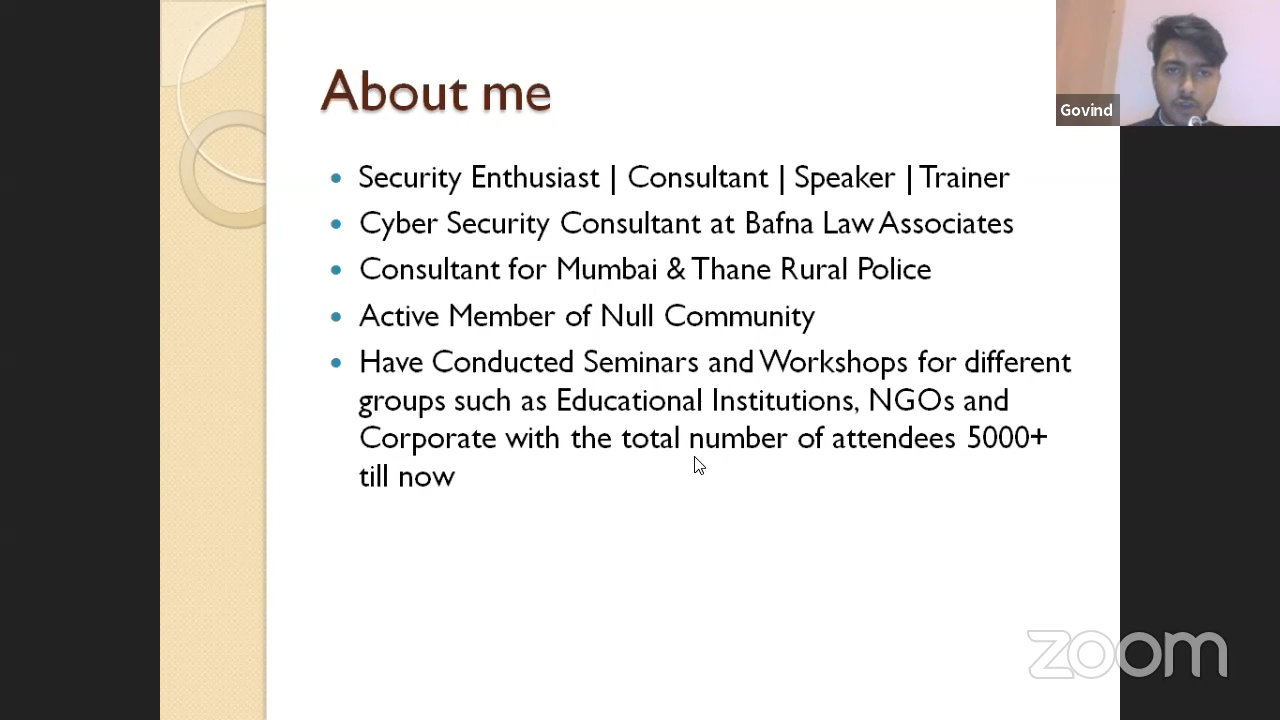 About me
Govind
Security Enthusiast | Consultant | Speaker | Trainer
Cyber Security Consultant at Bafna Law Associates
Consultant for Mumbai & Thane Rural Police
Active Member of Null Community
Have Conducted Seminars and Workshops for different
groups such as Educational Institutions, NGOs and
Corporate with the total number of attendees 5000+
till now
zoom